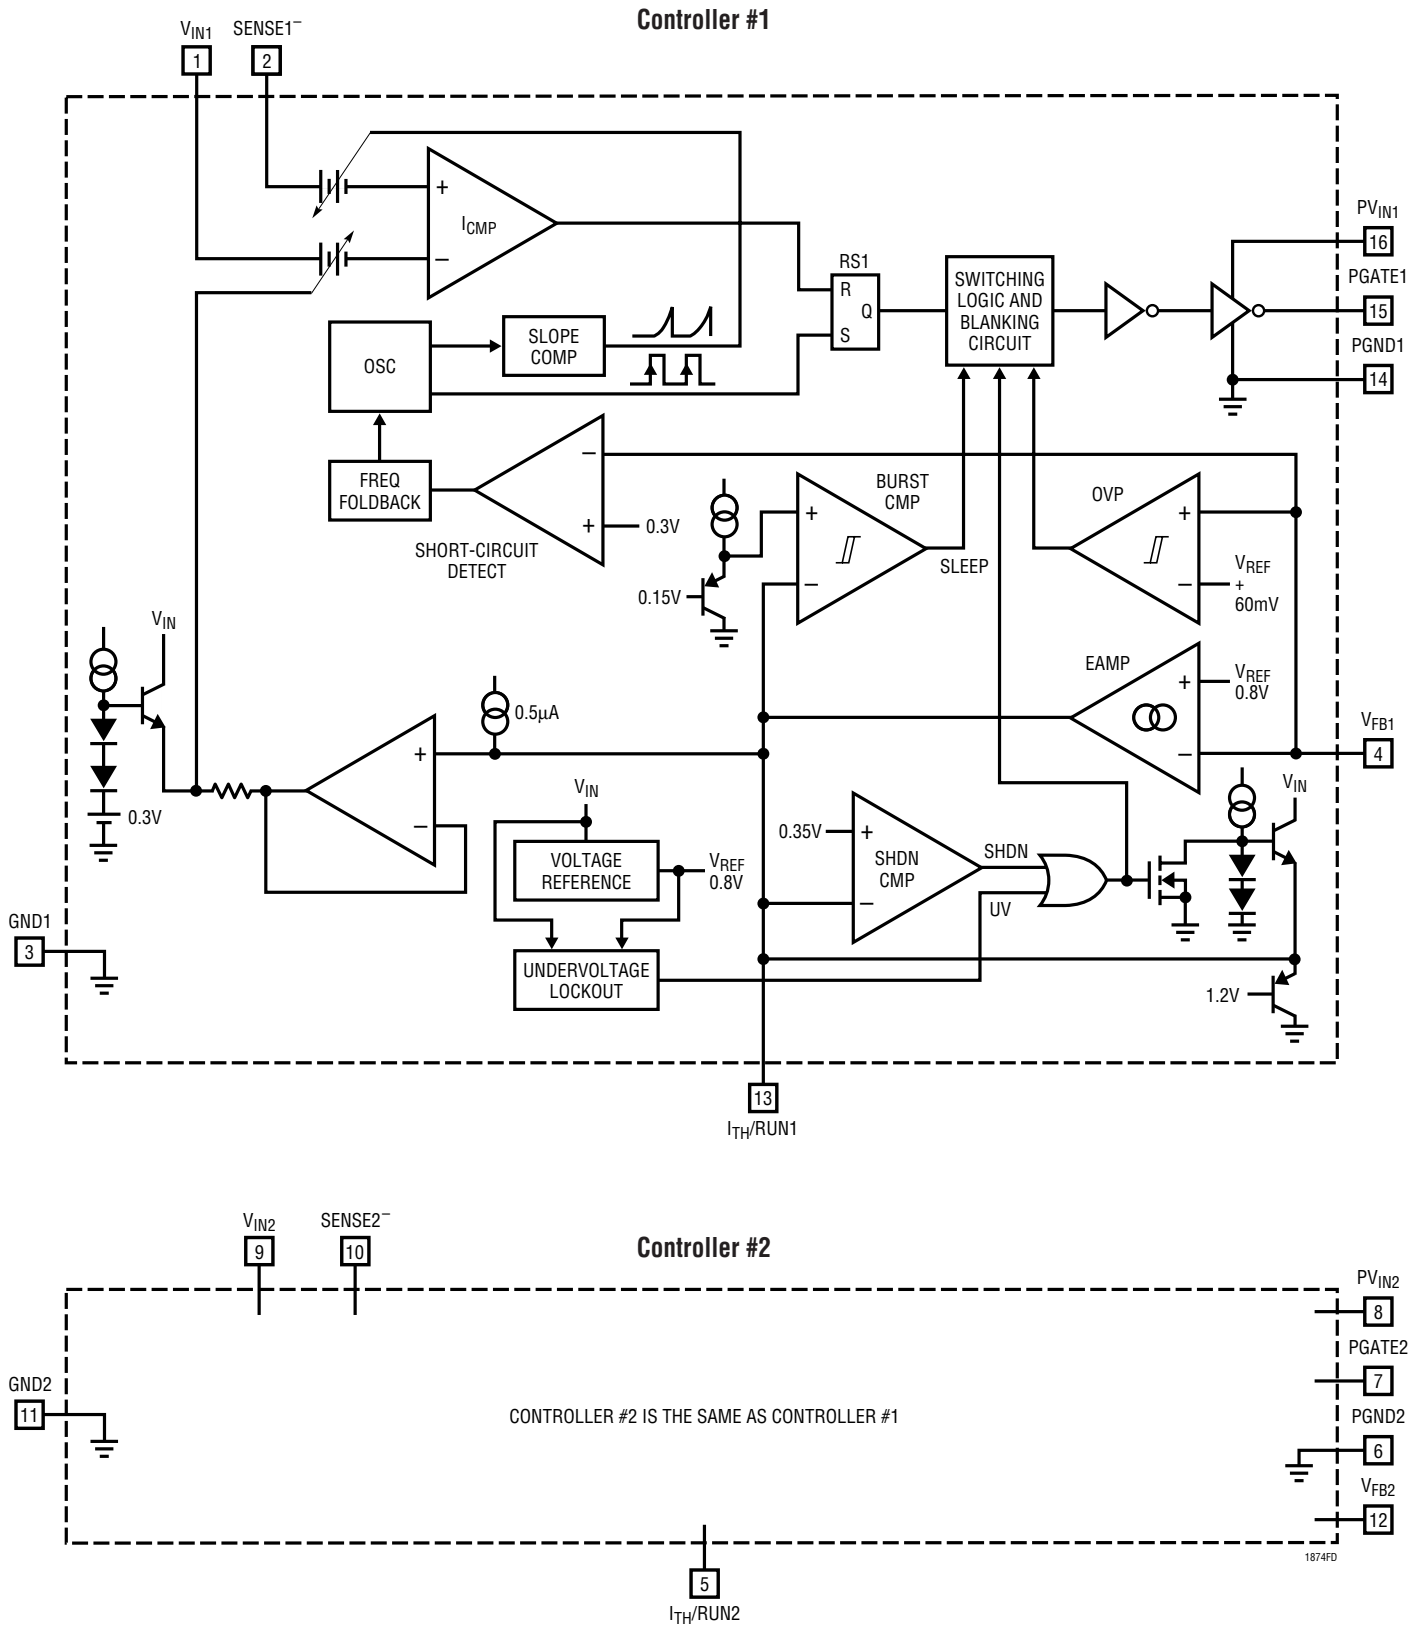 Controller #1
VIN1
SENSE1–
1
2
+
ICMP
–
PVIN1
16
RS1
R
Q
S
SWITCHING
LOGIC AND
BLANKING
CIRCUIT
PGATE1
15
PGND1
14
OSC
SLOPE
COMP
FREQ
FOLDBACK
–
+
0.3V
SHORT-CIRCUIT
DETECT
BURST
CMP
+
–
0.15V
SLEEP
OVP
+
–
VREF
+
60mV
EAMP
+
VREF
0.8V
–
VFB1
4
VIN
0.3V
0.5µA
+
–
VIN
VOLTAGE
REFERENCE
VREF
0.8V
UNDERVOLTAGE
LOCKOUT
0.35V
+
SHDN
CMP
–
SHDN
UV
VIN
1.2V
GND1
3
13
ITH/RUN1
Controller #2
VIN2
SENSE2–
9
10
PVIN2
8
PGATE2
7
GND2
11
CONTROLLER #2 IS THE SAME AS CONTROLLER #1
PGND2
6
VFB2
12
1874FD
5
ITH/RUN2